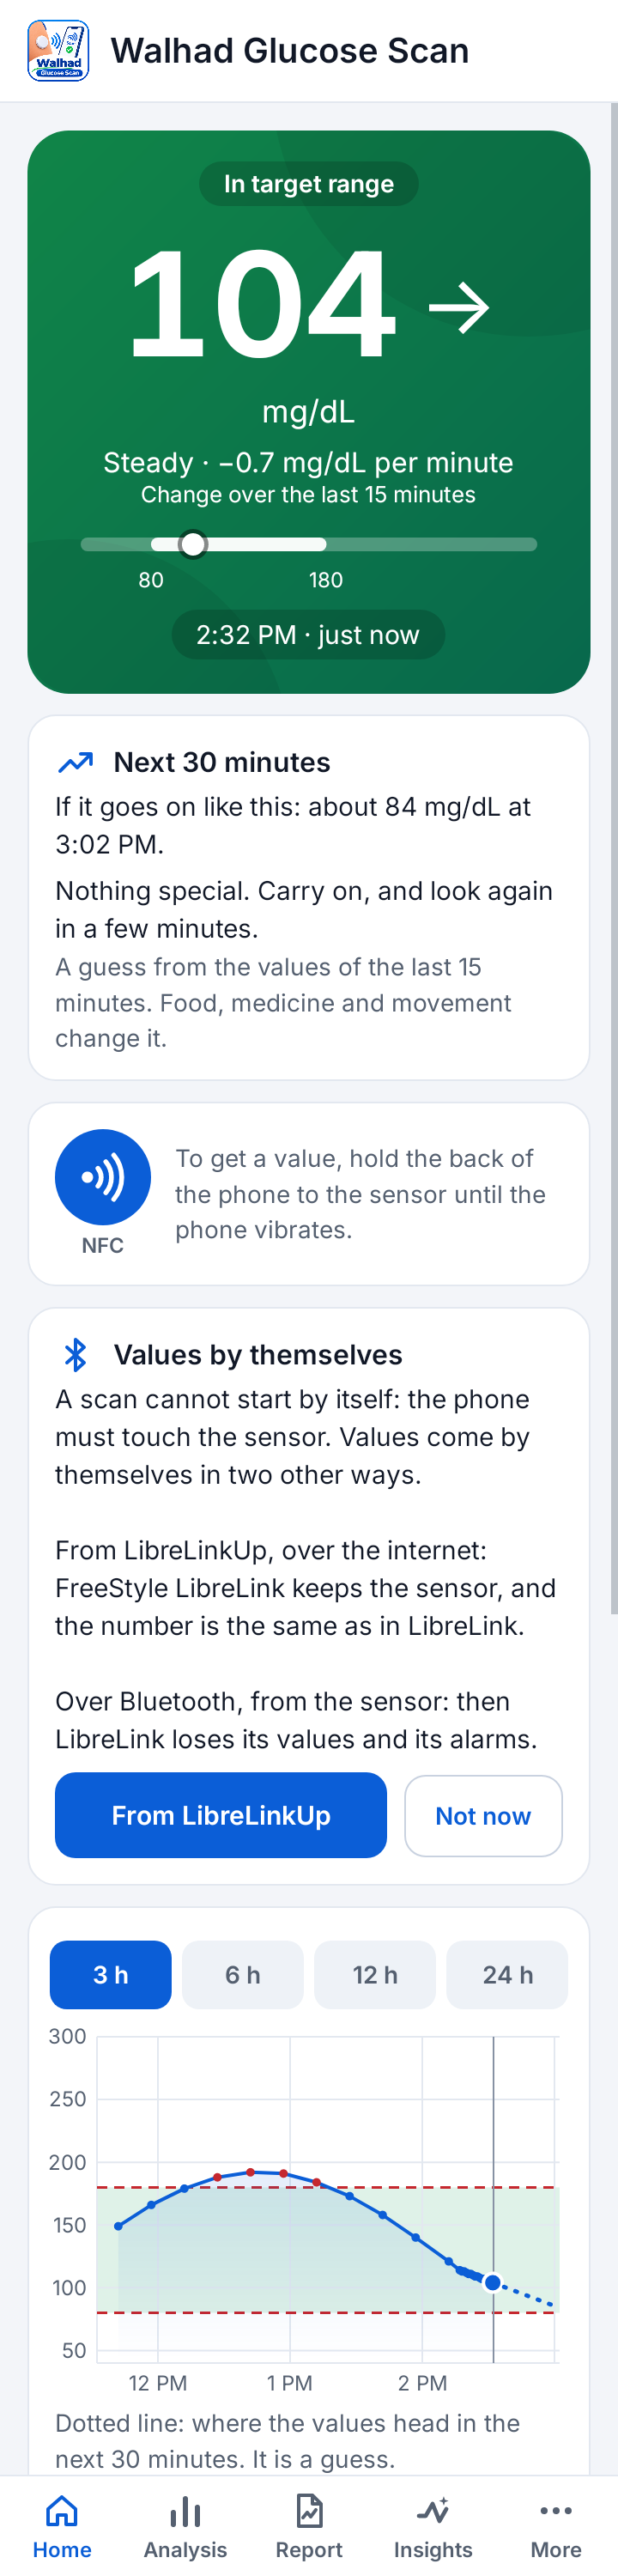 Walhad
Glucose Scan
Walhad Glucose Scan
In target range
104 →
mg/dL
Steady · −0.7 mg/dL per minute
Change over the last 15 minutes
80 180
2:32 PM · just now
Next 30 minutes
If it goes on like this: about 84 mg/dL at
3:02 PM.
Nothing special. Carry on, and look again
in a few minutes.
A guess from the values of the last 15
minutes. Food, medicine and movement
change it.
NFC
To get a value, hold the back of
the phone to the sensor until the
phone vibrates.
Values by themselves
A scan cannot start by itself: the phone
must touch the sensor. Values come by
themselves in two other ways.
From LibreLinkUp, over the internet:
FreeStyle LibreLink keeps the sensor, and
the number is the same as in LibreLink.
Over Bluetooth, from the sensor: then
LibreLink loses its values and its alarms.
From LibreLinkUp Not now
3 h 6 h 12 h 24 h
300
250
200
150
100
50
12 PM 1 PM 2 PM
Dotted line: where the values head in the
next 30 minutes. It is a guess.
Home Analysis Report Insights More